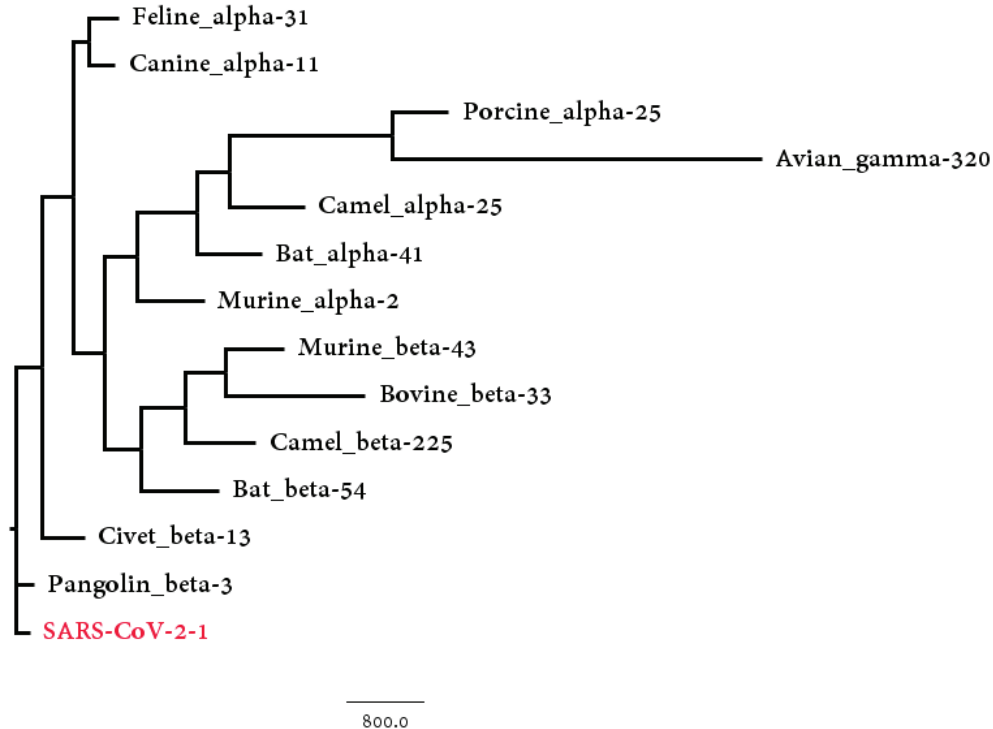 Feline_alpha-31
Canine_alpha-11
Porcine_alpha-25
Avian_gamma-320
Camel_alpha-25
Bat_alpha-41
Murine_alpha-2
Murine_beta-43
Bovine_beta-33
Camel_beta-225
Bat_beta-54
Civet_beta-13
Pangolin_beta-3
SARS-CoV-2-1
800.0